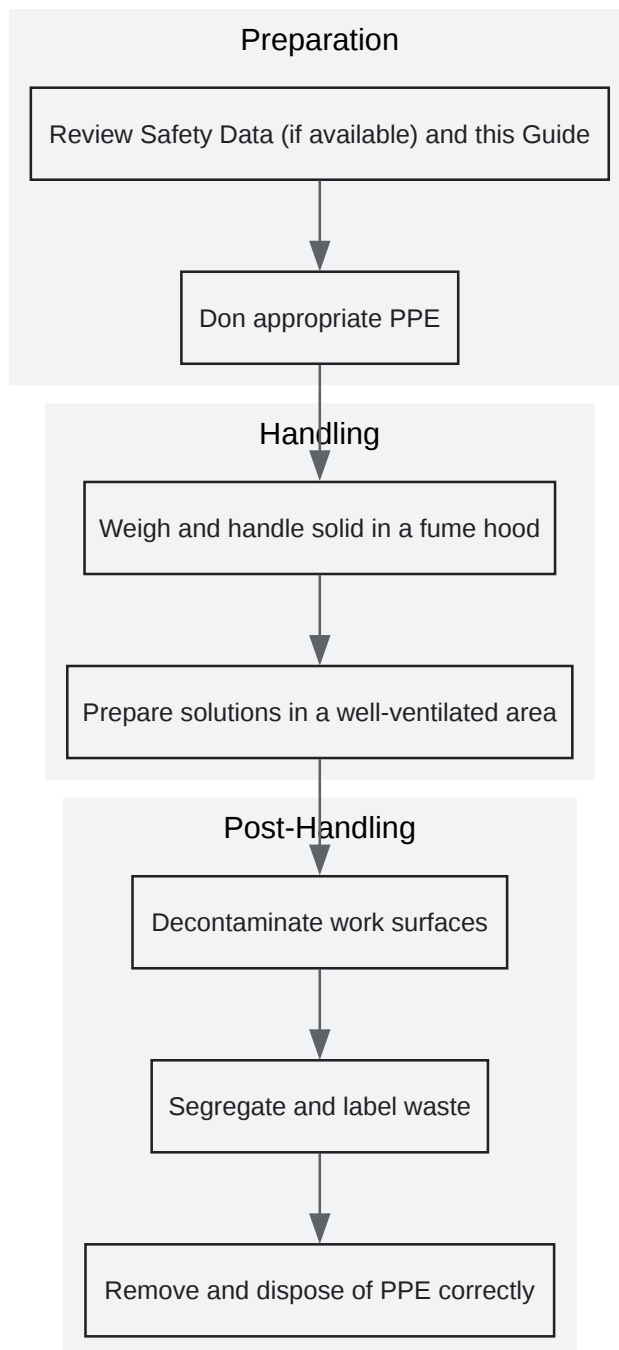 Preparation
Review Safety Data (if available) and this Guide
Don appropriate PPE
Handling
Weigh and handle solid in a fume hood
Prepare solutions in a well-ventilated area
Post-Handling
Decontaminate work surfaces
Segregate and label waste
Remove and dispose of PPE correctly